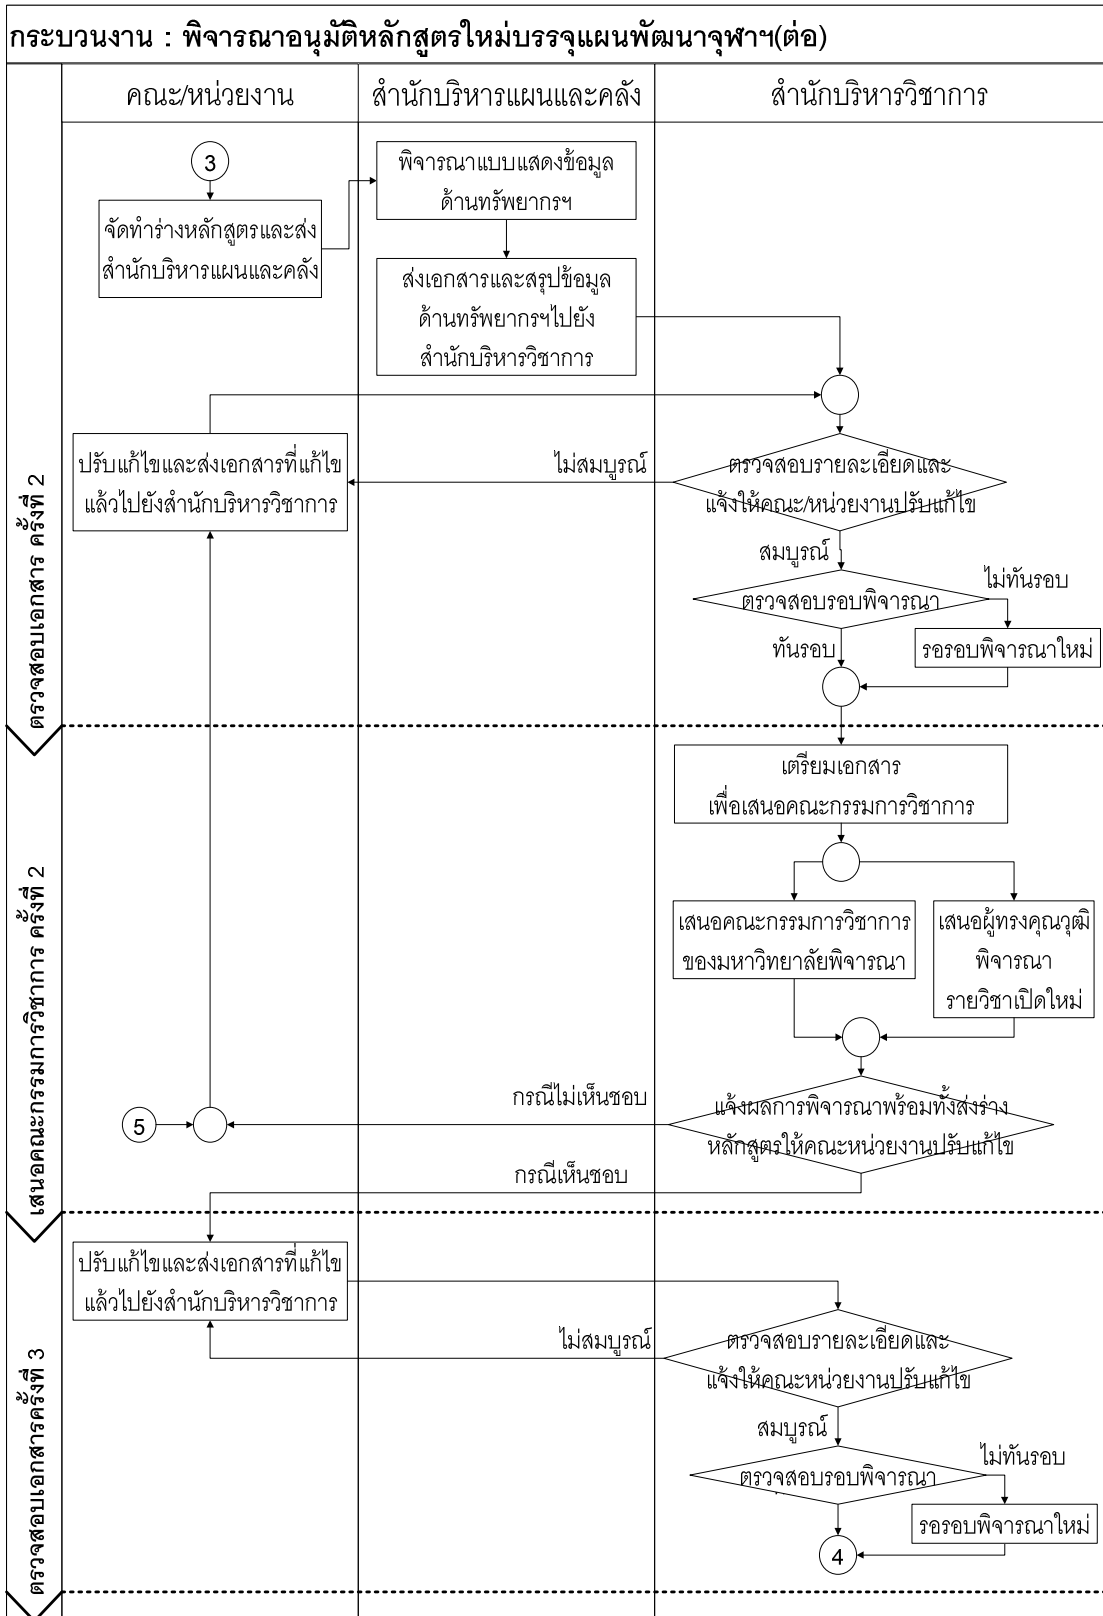 กระบวนงาน : พิจารณาอนุมัติหลักสูตรใหม่บรรจุแผนพัฒนาจุฬาฯ(ต่อ)
คณะ/หน่วยงาน
สำนักบริหารแผนและคลัง
สำนักบริหารวิชาการ
ตรวจสอบเอกสาร ครั้งที่ 2
3
จัดทำร่างหลักสูตรและส่ง
สำนักบริหารแผนและคลัง
พิจารณาแบบแสดงข้อมูล
ด้านทรัพยากรฯ
ส่งเอกสารและสรุปข้อมูล
ด้านทรัพยากรฯไปยัง
สำนักบริหารวิชาการ
ปรับแก้ไขและส่งเอกสารที่แก้ไข
แล้วไปยังสำนักบริหารวิชาการ
ไม่สมบูรณ์
ตรวจสอบรายละเอียดและ
แจ้งให้คณะ/หน่วยงานปรับแก้ไข
สมบูรณ์
ตรวจสอบรอบพิจารณา
ไม่ทันรอบ
ทันรอบ
รอรอบพิจารณาใหม่
เสนอคณะกรรมการวิชาการ ครั้งที่ 2
เตรียมเอกสาร
เพื่อเสนอคณะกรรมการวิชาการ
เสนอคณะกรรมการวิชาการ
ของมหาวิทยาลัยพิจารณา
เสนอผู้ทรงคุณวุฒิ
พิจารณา
รายวิชาเปิดใหม่
กรณีไม่เห็นชอบ
แจ้งผลการพิจารณาพร้อมทั้งส่งร่าง
หลักสูตรให้คณะหน่วยงานปรับแก้ไข
5
กรณีเห็นชอบ
ตรวจสอบเอกสารครั้งที่ 3
ปรับแก้ไขและส่งเอกสารที่แก้ไข
แล้วไปยังสำนักบริหารวิชาการ
ไม่สมบูรณ์
ตรวจสอบรายละเอียดและ
แจ้งให้คณะหน่วยงานปรับแก้ไข
สมบูรณ์
ตรวจสอบรอบพิจารณา
ไม่ทันรอบ
รอรอบพิจารณาใหม่
4